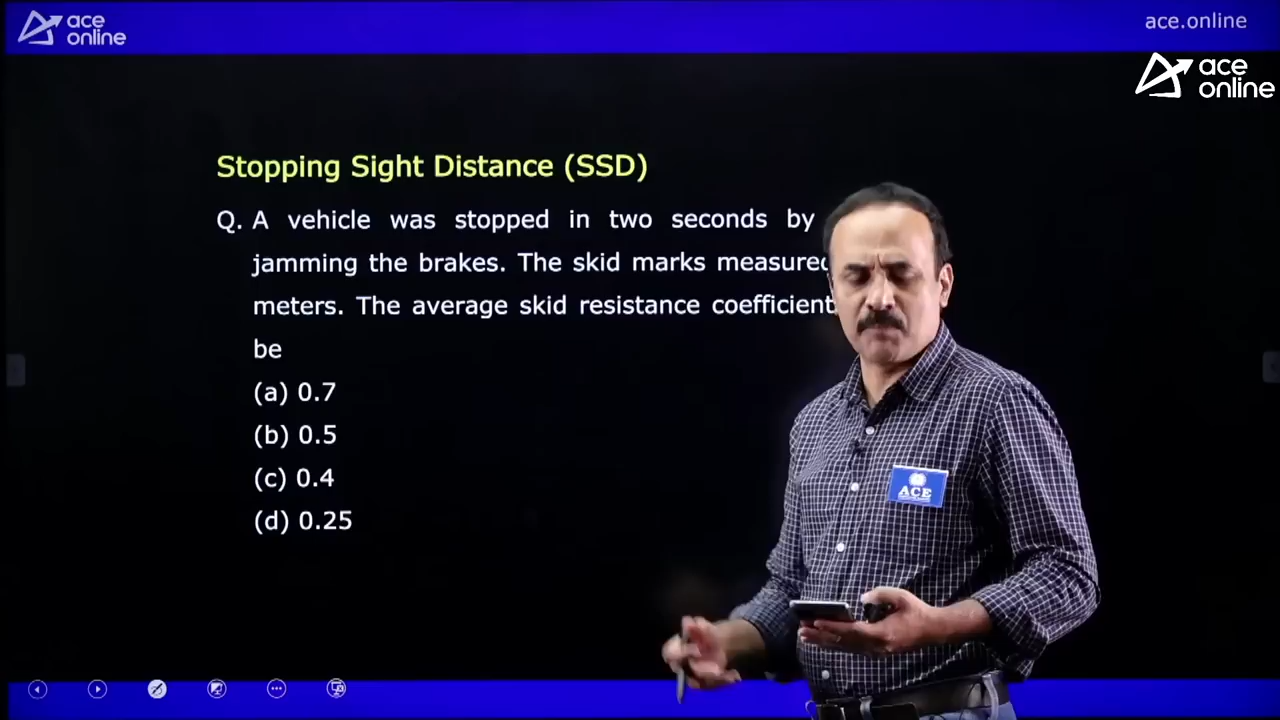 ace
online
ace.online
ace
online
Stopping Sight Distance (SSD)
Q. A vehicle was stopped in two seconds by
jamming the brakes. The skid marks measured
meters. The average skid resistance coefficient
be
(a) 0.7
(b) 0.5
(c) 0.4
(d) 0.25
ACE